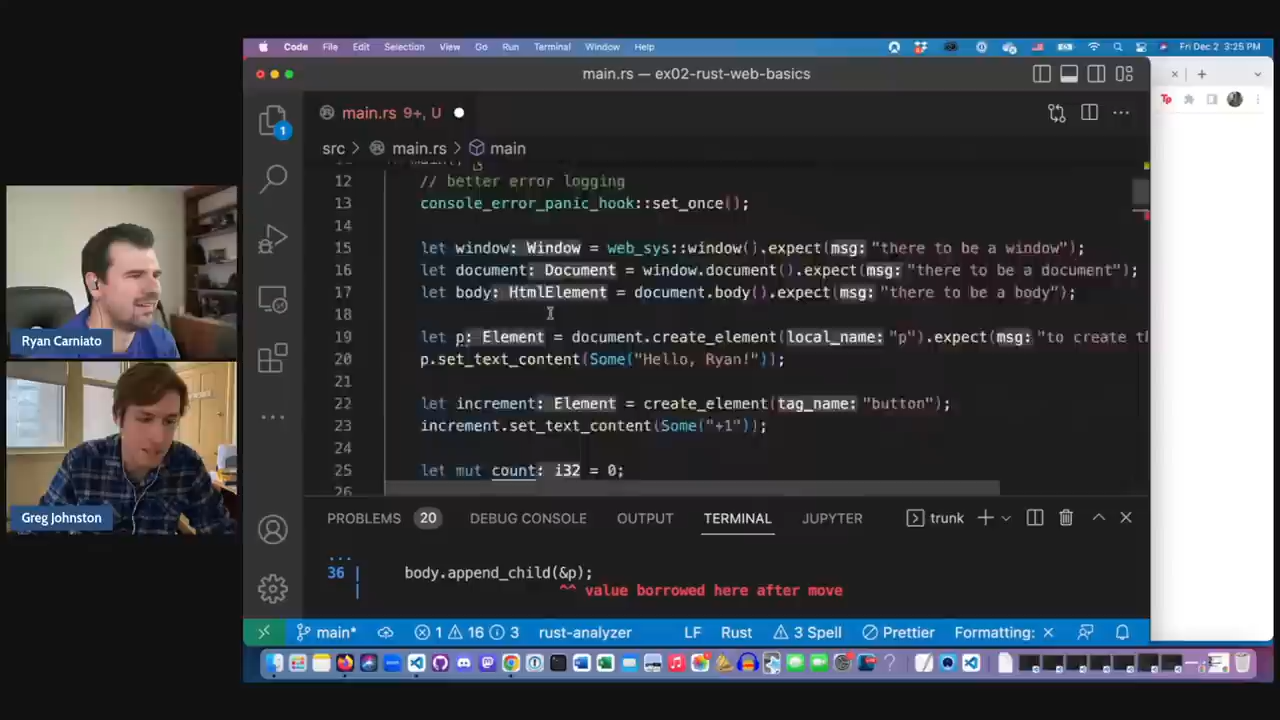 Code File Edit Selection View Go Run Terminal Window Help Fri Dec 2 3:25 PM
main.rs — ex02-rust-web-basics
main.rs 9+, U
1
src > main.rs > main
12 // better error logging
13 console_error_panic_hook::set_once();
14
15 let window: Window = web_sys::window().expect(msg: "there to be a window");
16 let document: Document = window.document().expect(msg: "there to be a document");
17 let body: HtmlElement = document.body().expect(msg: "there to be a body");
18
19 let p: Element = document.create_element(local_name: "p").expect(msg: "to create th
20 p.set_text_content(Some("Hello, Ryan!"));
21
22 let increment: Element = create_element(tag_name: "button");
23 increment.set_text_content(Some("+1"));
24
25 let mut count: i32 = 0;
26
Ryan Carniato
Greg Johnston
PROBLEMS 20 DEBUG CONSOLE OUTPUT TERMINAL JUPYTER trunk
...
36 | body.append_child(&p);
| ^^ value borrowed here after move
main* 1 16 3 rust-analyzer LF Rust 3 Spell Prettier Formatting: ×
Tp